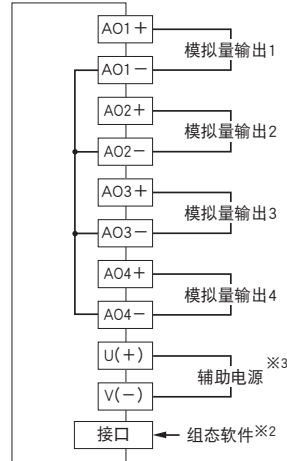 AO1+
模拟量输出1
AO1−
AO2+
模拟量输出2
AO2−
AO3+
模拟量输出3
AO3−
AO4+
模拟量输出4
AO4−
U(+)
辅助电源※3
V(−)
接口 组态软件※2